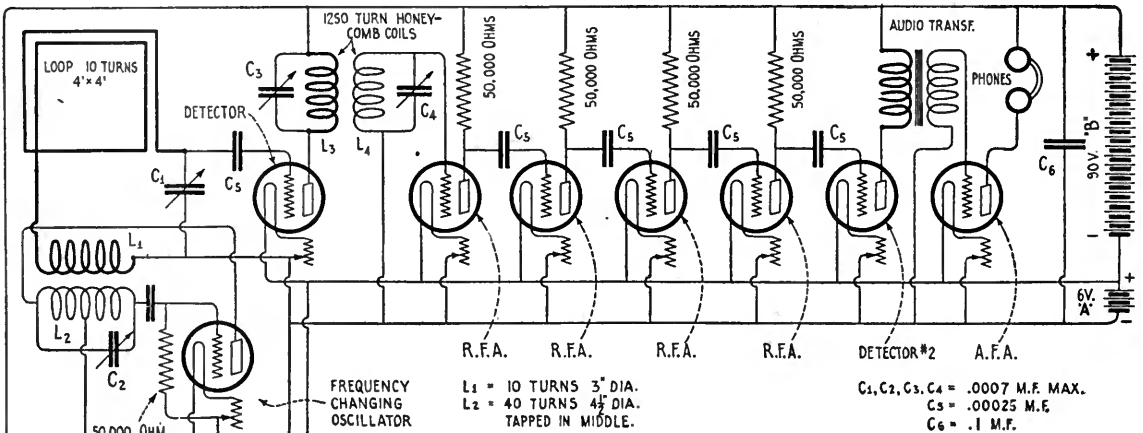 1250 TURN HONEY-
COMB COILS
AUDIO TRANSF.
LOOP 10 TURNS
4'×4'
C3
DETECTOR
C4
50,000 OHMS
50,000 OHMS
50,000 OHMS
50,000 OHMS
PHONES
+
90V. "B"
−
C1
C5
L3
L4
C5
C5
C5
C5
C6
L1
L2
C2
+
6V.
"A"
−
R.F.A.
R.F.A.
R.F.A.
R.F.A.
DETECTOR #2
A.F.A.
50,000 OHM
FREQUENCY
CHANGING
OSCILLATOR
L1 = 10 TURNS 3" DIA.
L2 = 40 TURNS 4½" DIA.
TAPPED IN MIDDLE.
C1, C2, C3, C4 = .0007 M.F. MAX.
C5 = .00025 M.F.
C6 = .1 M.F.